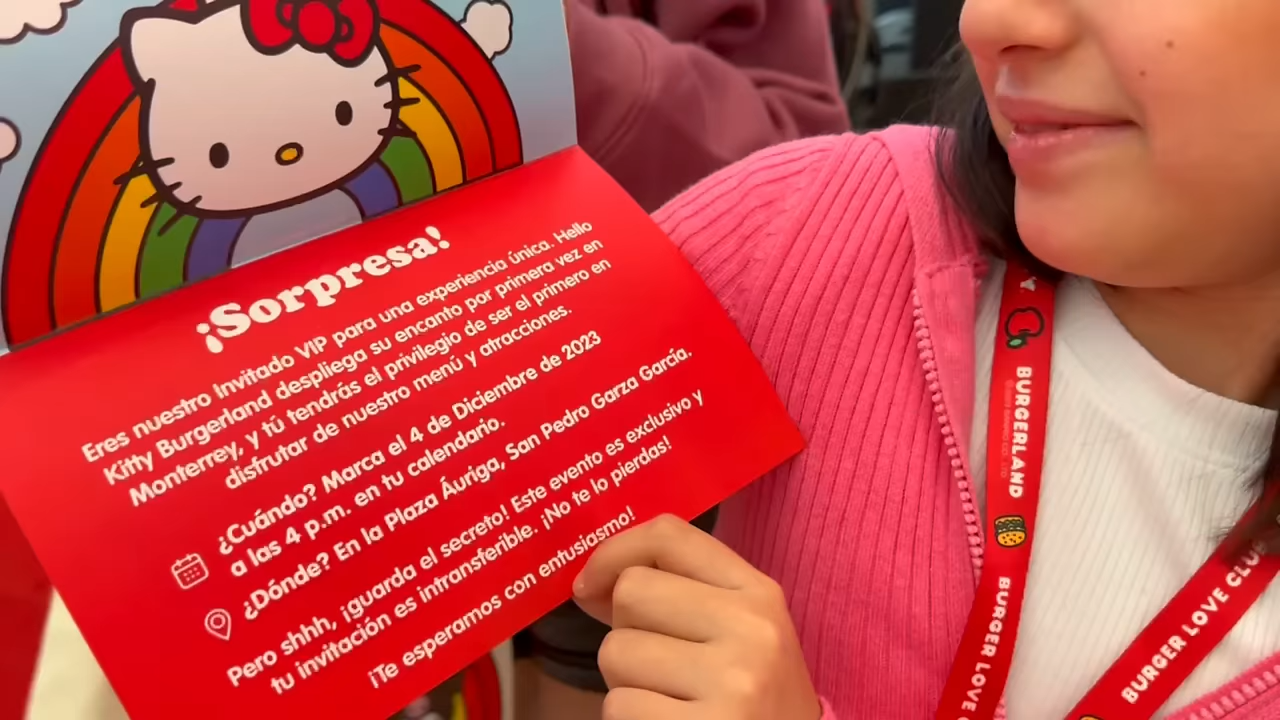 ¡Sorpresa!
Eres nuestro Invitado VIP para una experiencia única. Hello
Kitty Burgerland despliega su encanto por primera vez en
Monterrey, y tú tendrás el privilegio de ser el primero en
disfrutar de nuestro menú y atracciones.
¿Cuándo? Marca el 4 de Diciembre de 2023
a las 4 p.m. en tu calendario.
¿Dónde? En la Plaza Áuriga, San Pedro Garza García.
Pero shhh, ¡guarda el secreto! Este evento es exclusivo y
tu invitación es intransferible. ¡No te lo pierdas!
¡Te esperamos con entusiasmo!
BURGERLAND
BURGER LOVE
BURGER LOVE CLU